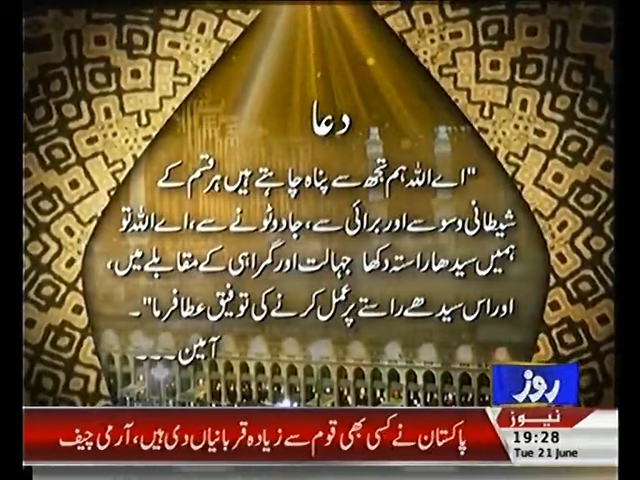 دعا
"اے اللہ ہم تجھ سے پناہ چاہتے ہیں ہر قسم کے
شیطانی وسوسے اور برائی سے، جادو ٹونے سے، اے اللہ تو
ہمیں سیدھا راستہ دکھا جہالت اور گمراہی کے مقابلے میں،
اور اس سیدھے راستے پر عمل کرنے کی توفیق عطا فرما"۔
آمین۔۔۔
روز
نیوز
19:28
Tue 21 June
پاکستان نے کسی بھی قوم سے زیادہ قربانیاں دی ہیں، آرمی چیف